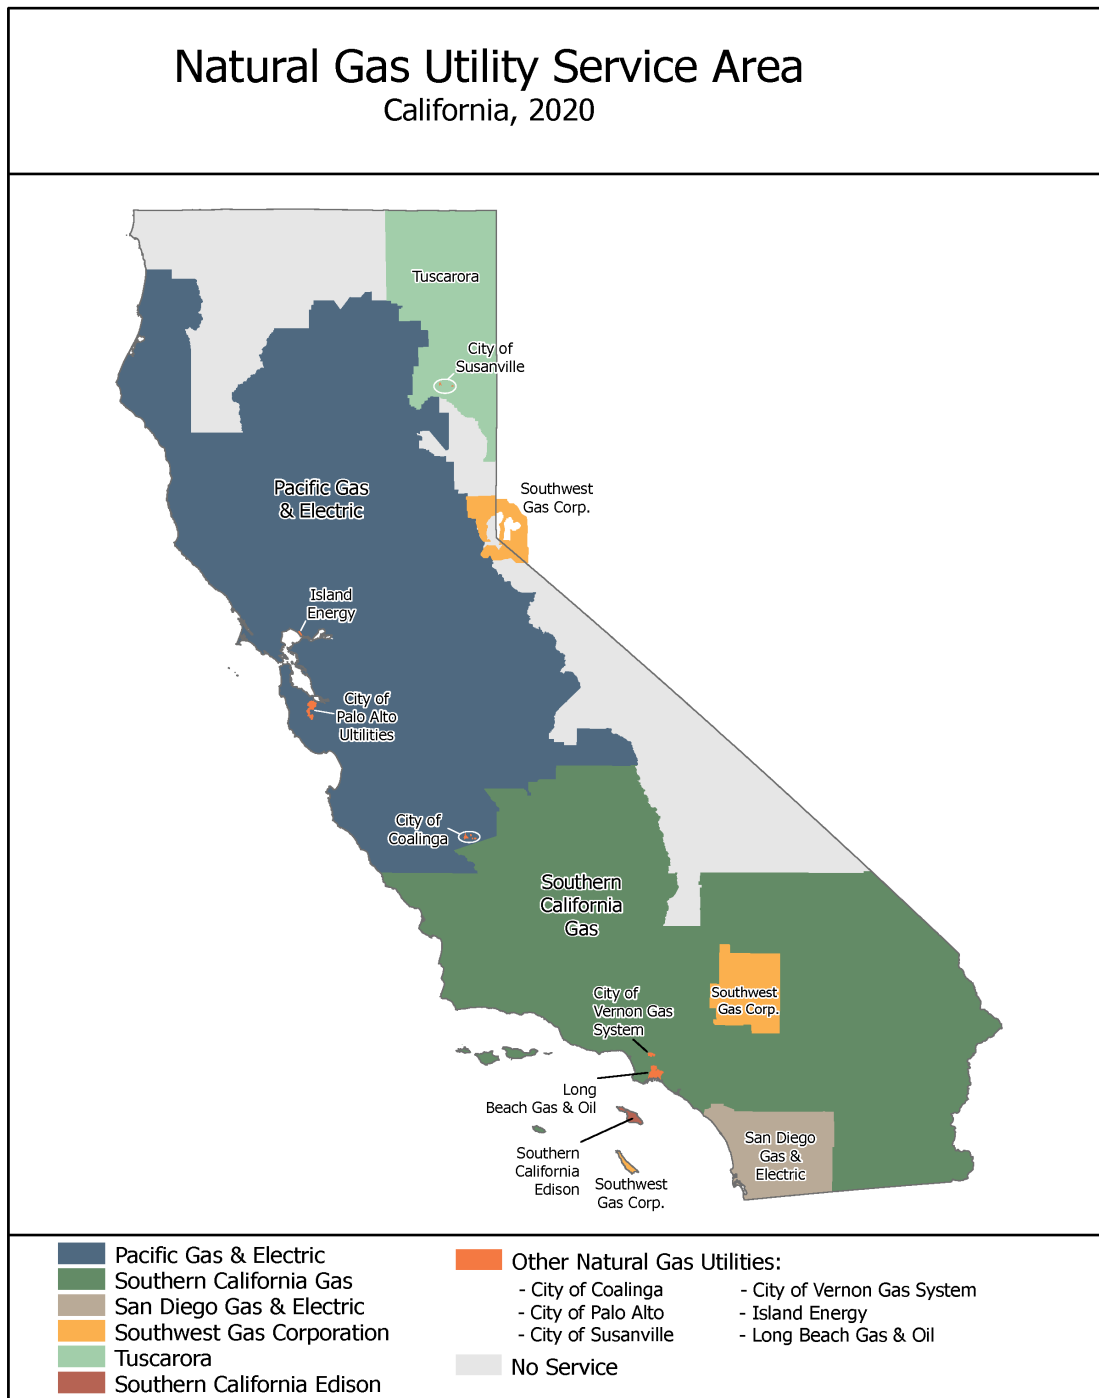 Natural Gas Utility Service Area
California, 2020
Tuscarora
City of
Susanville
Pacific Gas
& Electric
Southwest
Gas Corp.
Island
Energy
City of
Palo Alto
Ultilities
City of
Coalinga
Southern
California
Gas
Southwest
Gas Corp.
City of
Vernon Gas
System
Long
Beach Gas & Oil
Southern
California
Edison
Southwest
Gas Corp.
San Diego
Gas &
Electric
Pacific Gas & Electric
Southern California Gas
San Diego Gas & Electric
Southwest Gas Corporation
Tuscarora
Southern California Edison
Other Natural Gas Utilities:
- City of Coalinga
- City of Palo Alto
- City of Susanville
- City of Vernon Gas System
- Island Energy
- Long Beach Gas & Oil
No Service